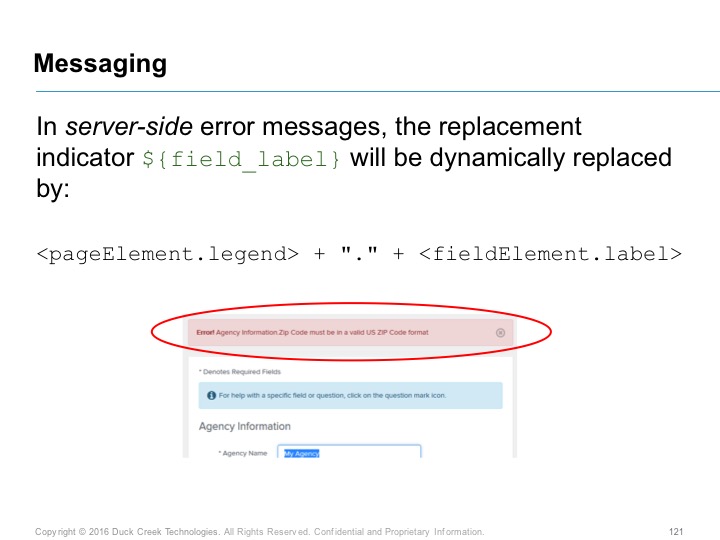 Messaging
In server-side error messages, the replacement
indicator ${field_label} will be dynamically replaced
by:
<pageElement.legend> + "." + <fieldElement.label>
Error! Agency Information.Zip Code must be in a valid US ZIP Code format
* Denotes Required Fields
For help with a specific field or question, click on the question mark icon.
Agency Information
* Agency Name My Agency
Copyright © 2016 Duck Creek Technologies. All Rights Reserved. Confidential and Proprietary Information. 121